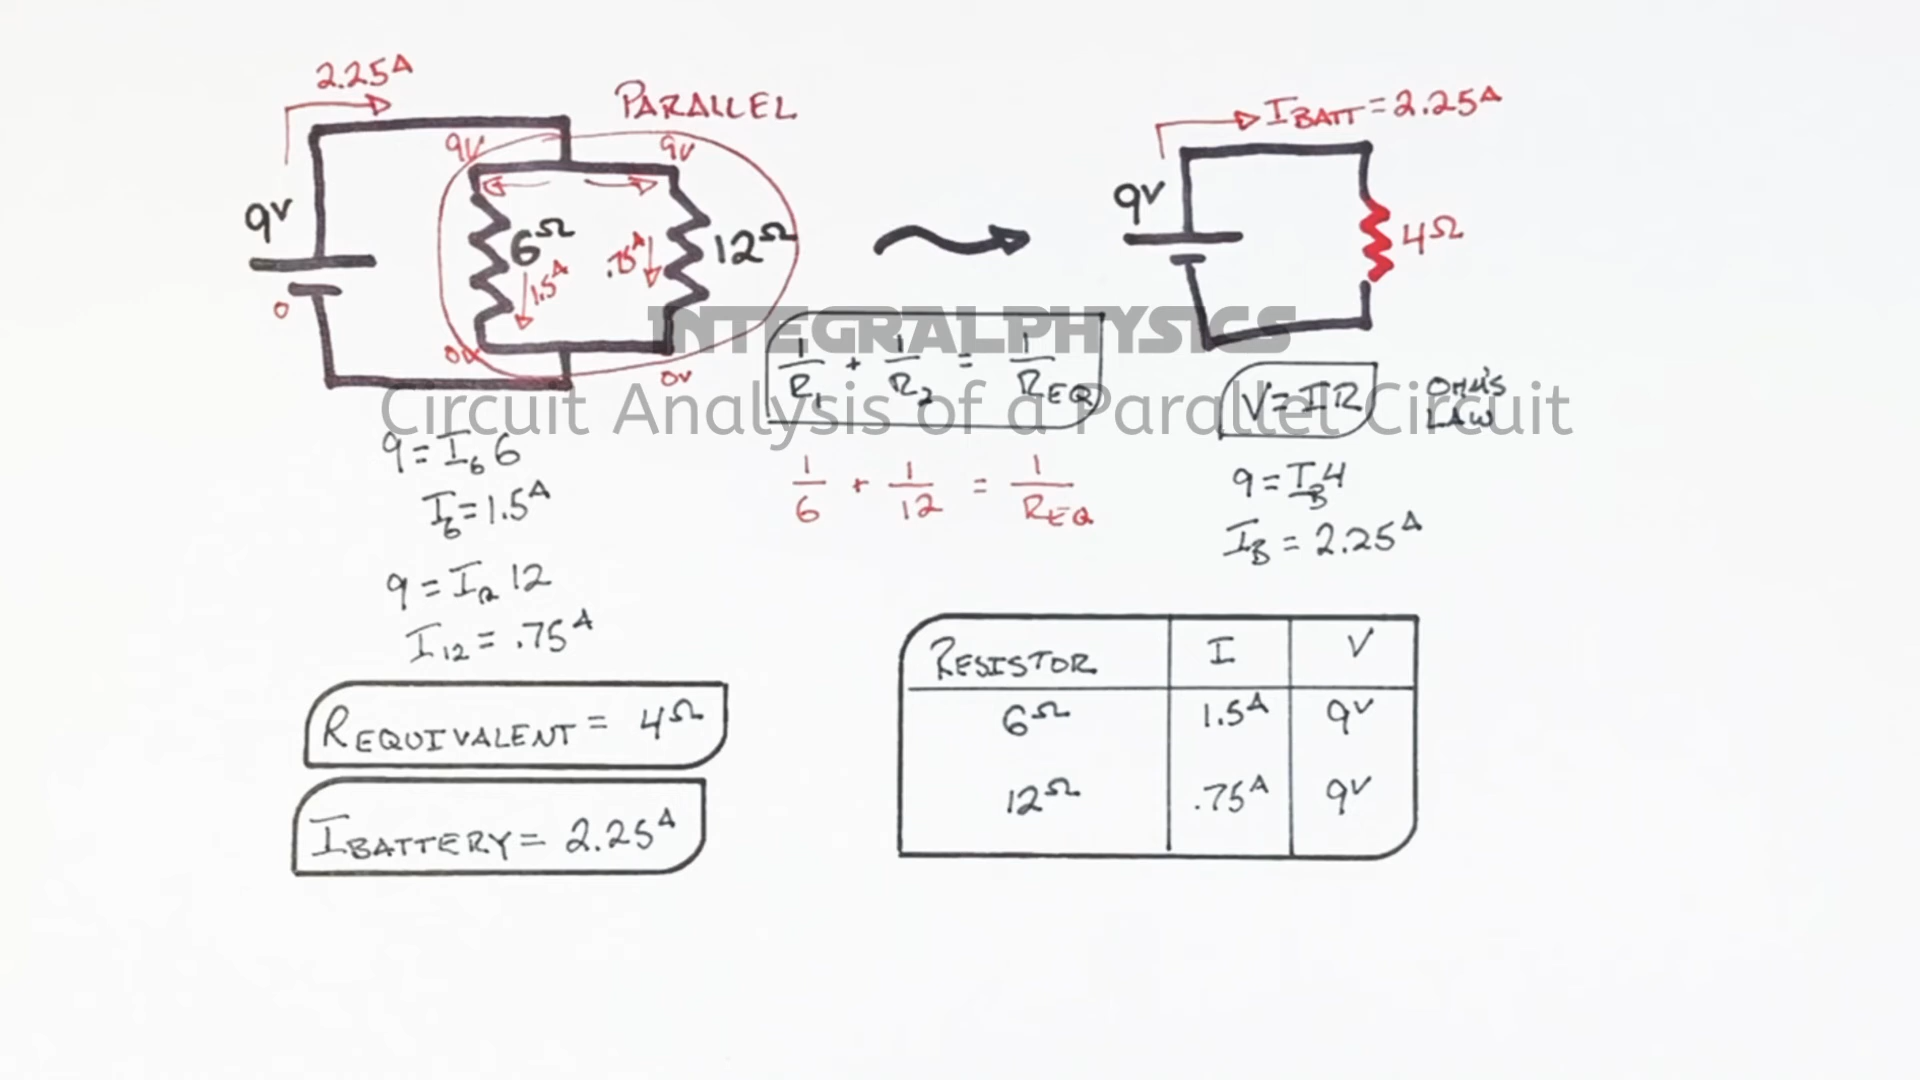 2.25A
PARALLEL
9V
9V
9V
6Ω
1.5A
.75A
12Ω
0
0V
0V
IBATT = 2.25A
9V
4Ω
INTEGRALPHYSICS
Circuit Analysis of a Parallel Circuit
1/R1 + 1/R2 = 1/REQ
V=IR
OHM'S
LAW
1/6 + 1/12 = 1/REQ
9 = I6 6
I6 = 1.5A
9 = I12 12
I12 = .75A
9 = IB4
IB = 2.25A
REQUIVALENT = 4Ω
IBATTERY = 2.25A
RESISTOR I V
6Ω 1.5A 9V
12Ω .75A 9V